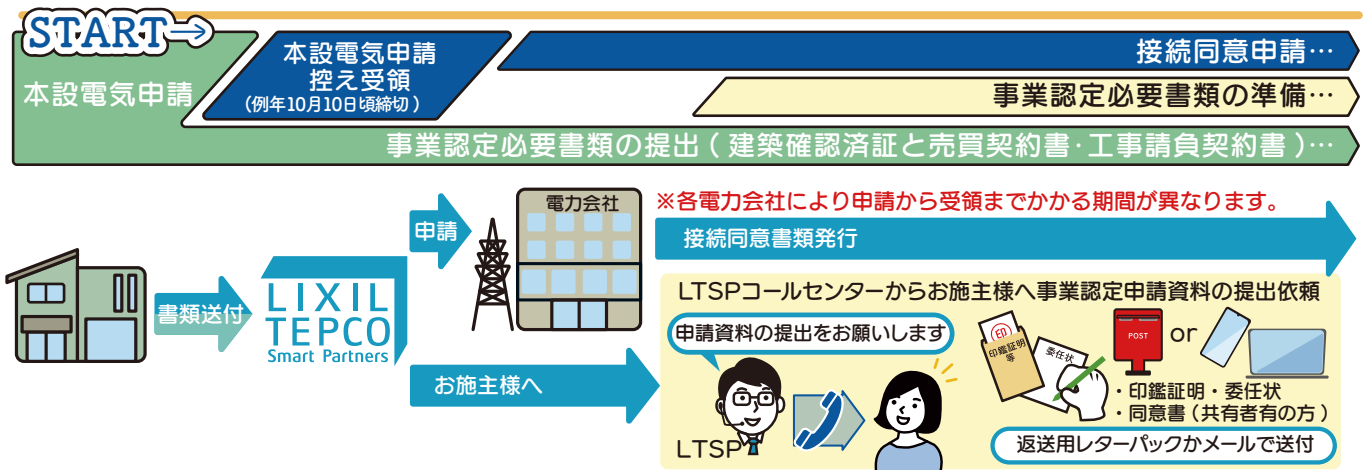 START→
本設電気申請
本設電気申請
控え受領
(例年10月10日頃締切)
接続同意申請…
事業認定必要書類の準備…
事業認定必要書類の提出(建築確認済証と売買契約書・工事請負契約書)…
書類送付
LIXIL
TEPCO
Smart Partners
申請
電力会社
※各電力会社により申請から受領までかかる期間が異なります。
接続同意書類発行
お施主様へ
LTSPコールセンターからお施主様へ事業認定申請資料の提出依頼
申請資料の提出をお願いします
LTSP
印
印鑑証明
等
委任状
POST
or
・印鑑証明・委任状
・同意書(共有者有の方)
返送用レターパックかメールで送付